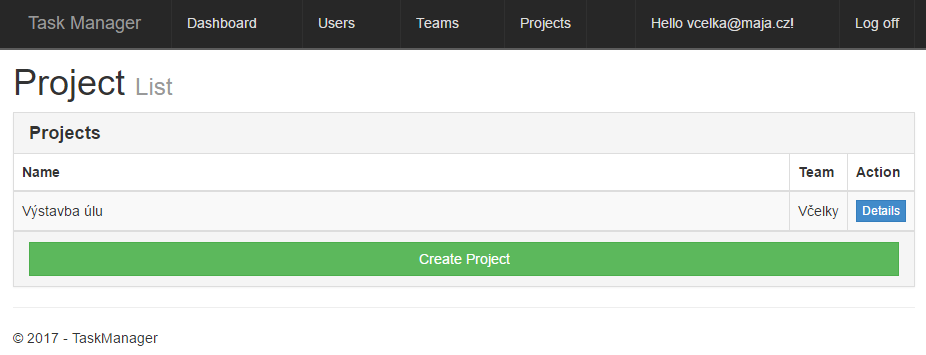 Task Manager Dashboard Users Teams Projects Hello vcelka@maja.cz! Log off
Project List
Projects
Name Team Action
Výstavba úlu Včelky Details
Create Project
© 2017 - TaskManager